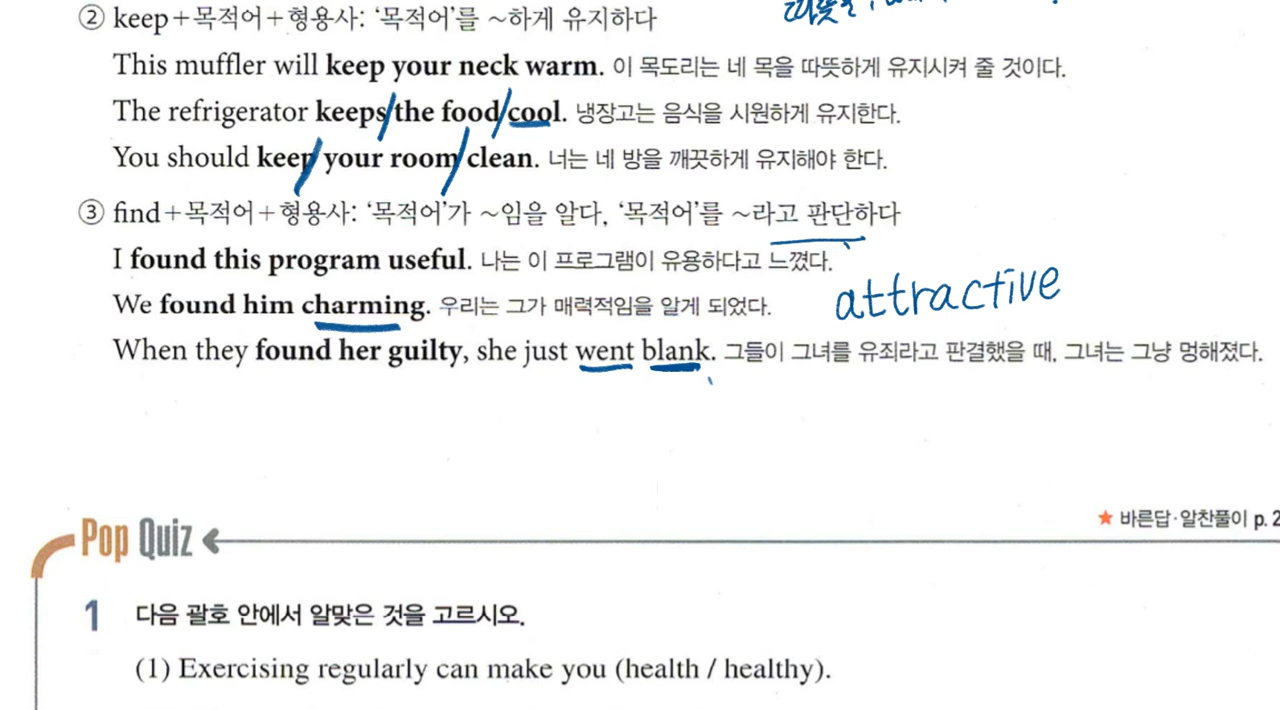 ② keep+목적어+형용사: ‘목적어’를 ~하게 유지하다
This muffler will keep your neck warm. 이 목도리는 네 목을 따뜻하게 유지시켜 줄 것이다.
The refrigerator keeps/the food/cool. 냉장고는 음식을 시원하게 유지한다.
You should keep/your room/clean. 너는 네 방을 깨끗하게 유지해야 한다.
③ find+목적어+형용사: ‘목적어’가 ~임을 알다, ‘목적어’를 ~라고 판단하다
I found this program useful. 나는 이 프로그램이 유용하다고 느꼈다.
We found him charming. 우리는 그가 매력적임을 알게 되었다.
attractive
When they found her guilty, she just went blank. 그들이 그녀를 유죄라고 판결했을 때, 그녀는 그냥 멍해졌다.
Pop Quiz
★ 바른답·알찬풀이 p. 2
1 다음 괄호 안에서 알맞은 것을 고르시오.
(1) Exercising regularly can make you (health / healthy).